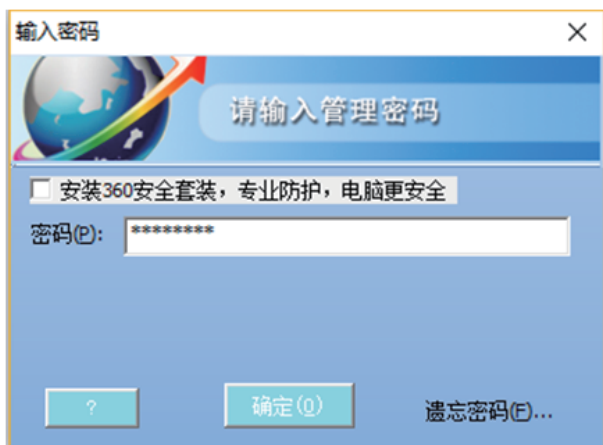 输入密码
请输入管理密码
安装360安全套装，专业防护，电脑更安全
密码(P):
********
?
确定(O)
遗忘密码(F)...